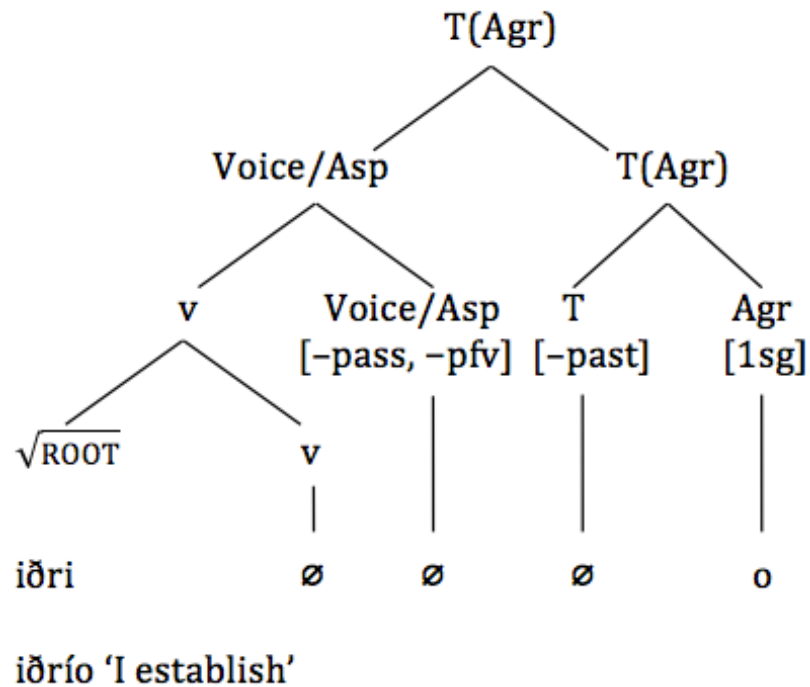 T(Agr)
Voice/Asp T(Agr)
v Voice/Asp T Agr
[−pass, −pfv] [−past] [1sg]
√ROOT v
iðri ∅ ∅ ∅ o
iðrío ‘I establish’